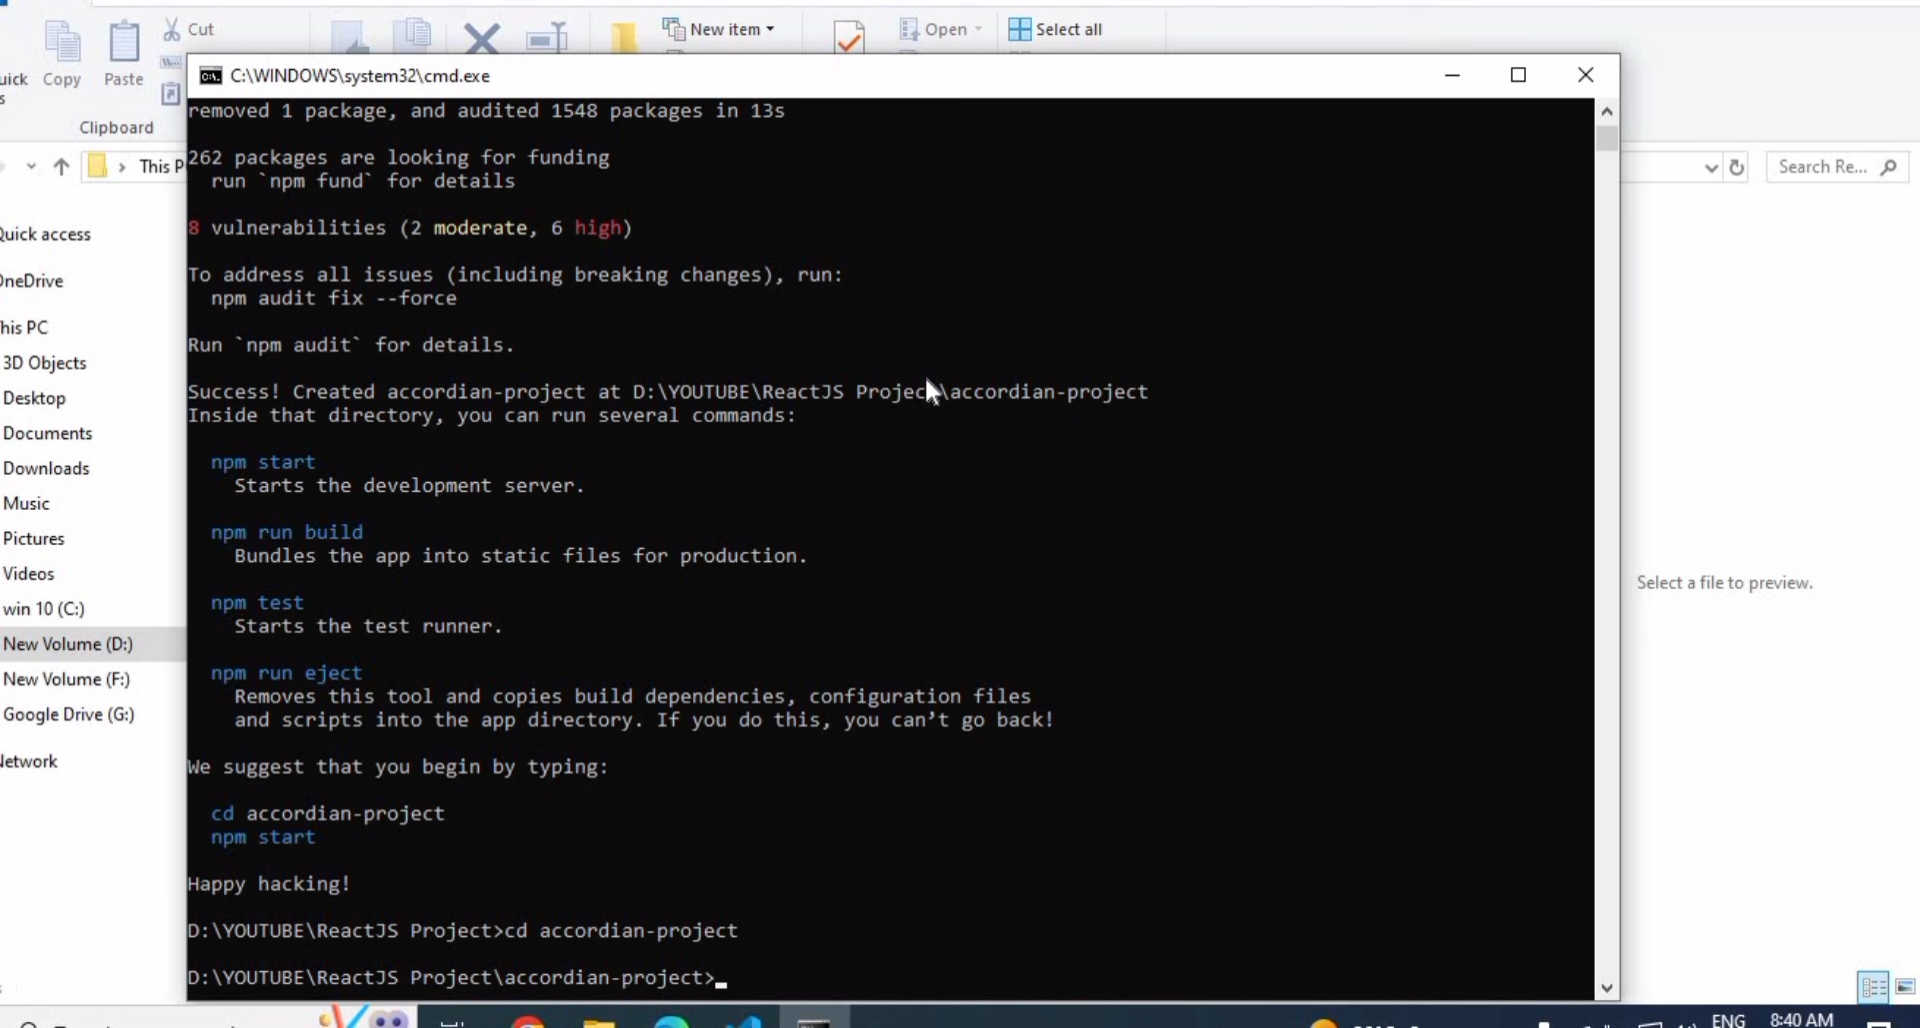 Cut
New item
Open
Select all
Copy
Paste
Clipboard
C:\WINDOWS\system32\cmd.exe
This P
Search Re...
Quick access
OneDrive
This PC
3D Objects
Desktop
Documents
Downloads
Music
Pictures
Videos
win 10 (C:)
New Volume (D:)
New Volume (F:)
Google Drive (G:)
Network
removed 1 package, and audited 1548 packages in 13s
262 packages are looking for funding
run `npm fund` for details
8 vulnerabilities (2 moderate, 6 high)
To address all issues (including breaking changes), run:
npm audit fix --force
Run `npm audit` for details.
Success! Created accordian-project at D:\YOUTUBE\ReactJS Project\accordian-project
Inside that directory, you can run several commands:
npm start
Starts the development server.
npm run build
Bundles the app into static files for production.
npm test
Starts the test runner.
npm run eject
Removes this tool and copies build dependencies, configuration files
and scripts into the app directory. If you do this, you can’t go back!
We suggest that you begin by typing:
cd accordian-project
npm start
Happy hacking!
D:\YOUTUBE\ReactJS Project>cd accordian-project
D:\YOUTUBE\ReactJS Project\accordian-project>
Select a file to preview.
ENG
8:40 AM